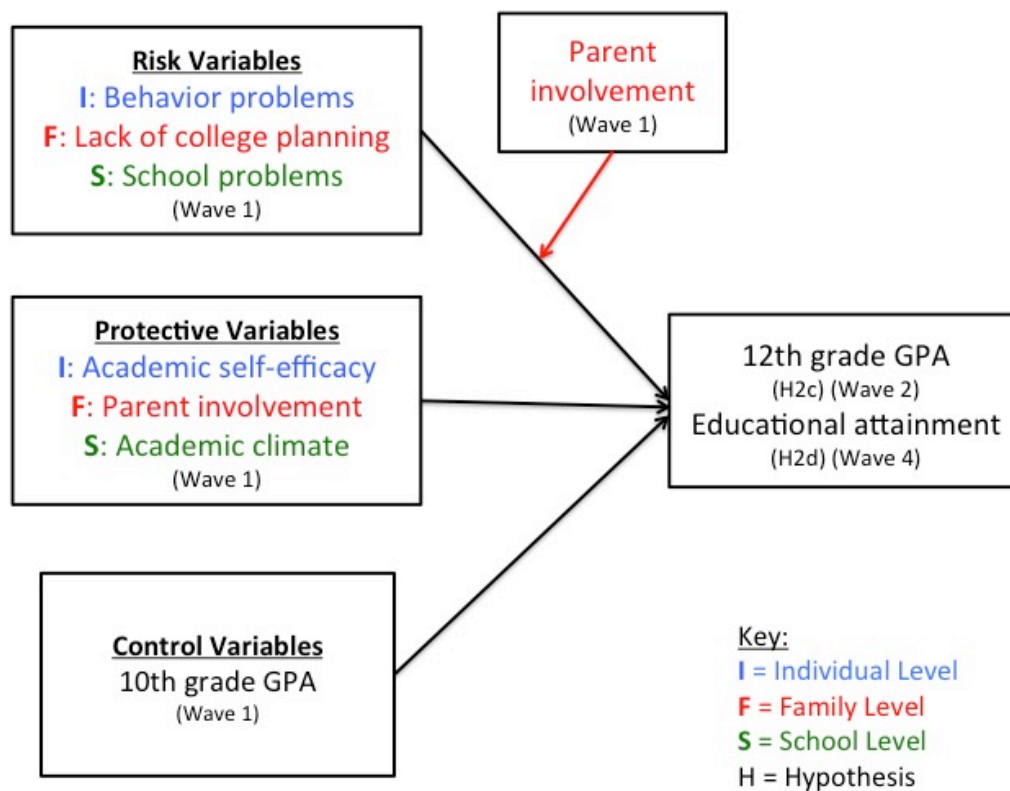 Risk Variables
I: Behavior problems
F: Lack of college planning
S: School problems
(Wave 1)
Parent
involvement
(Wave 1)
Protective Variables
I: Academic self-efficacy
F: Parent involvement
S: Academic climate
(Wave 1)
12th grade GPA
(H2c) (Wave 2)
Educational attainment
(H2d) (Wave 4)
Control Variables
10th grade GPA
(Wave 1)
Key:
I = Individual Level
F = Family Level
S = School Level
H = Hypothesis